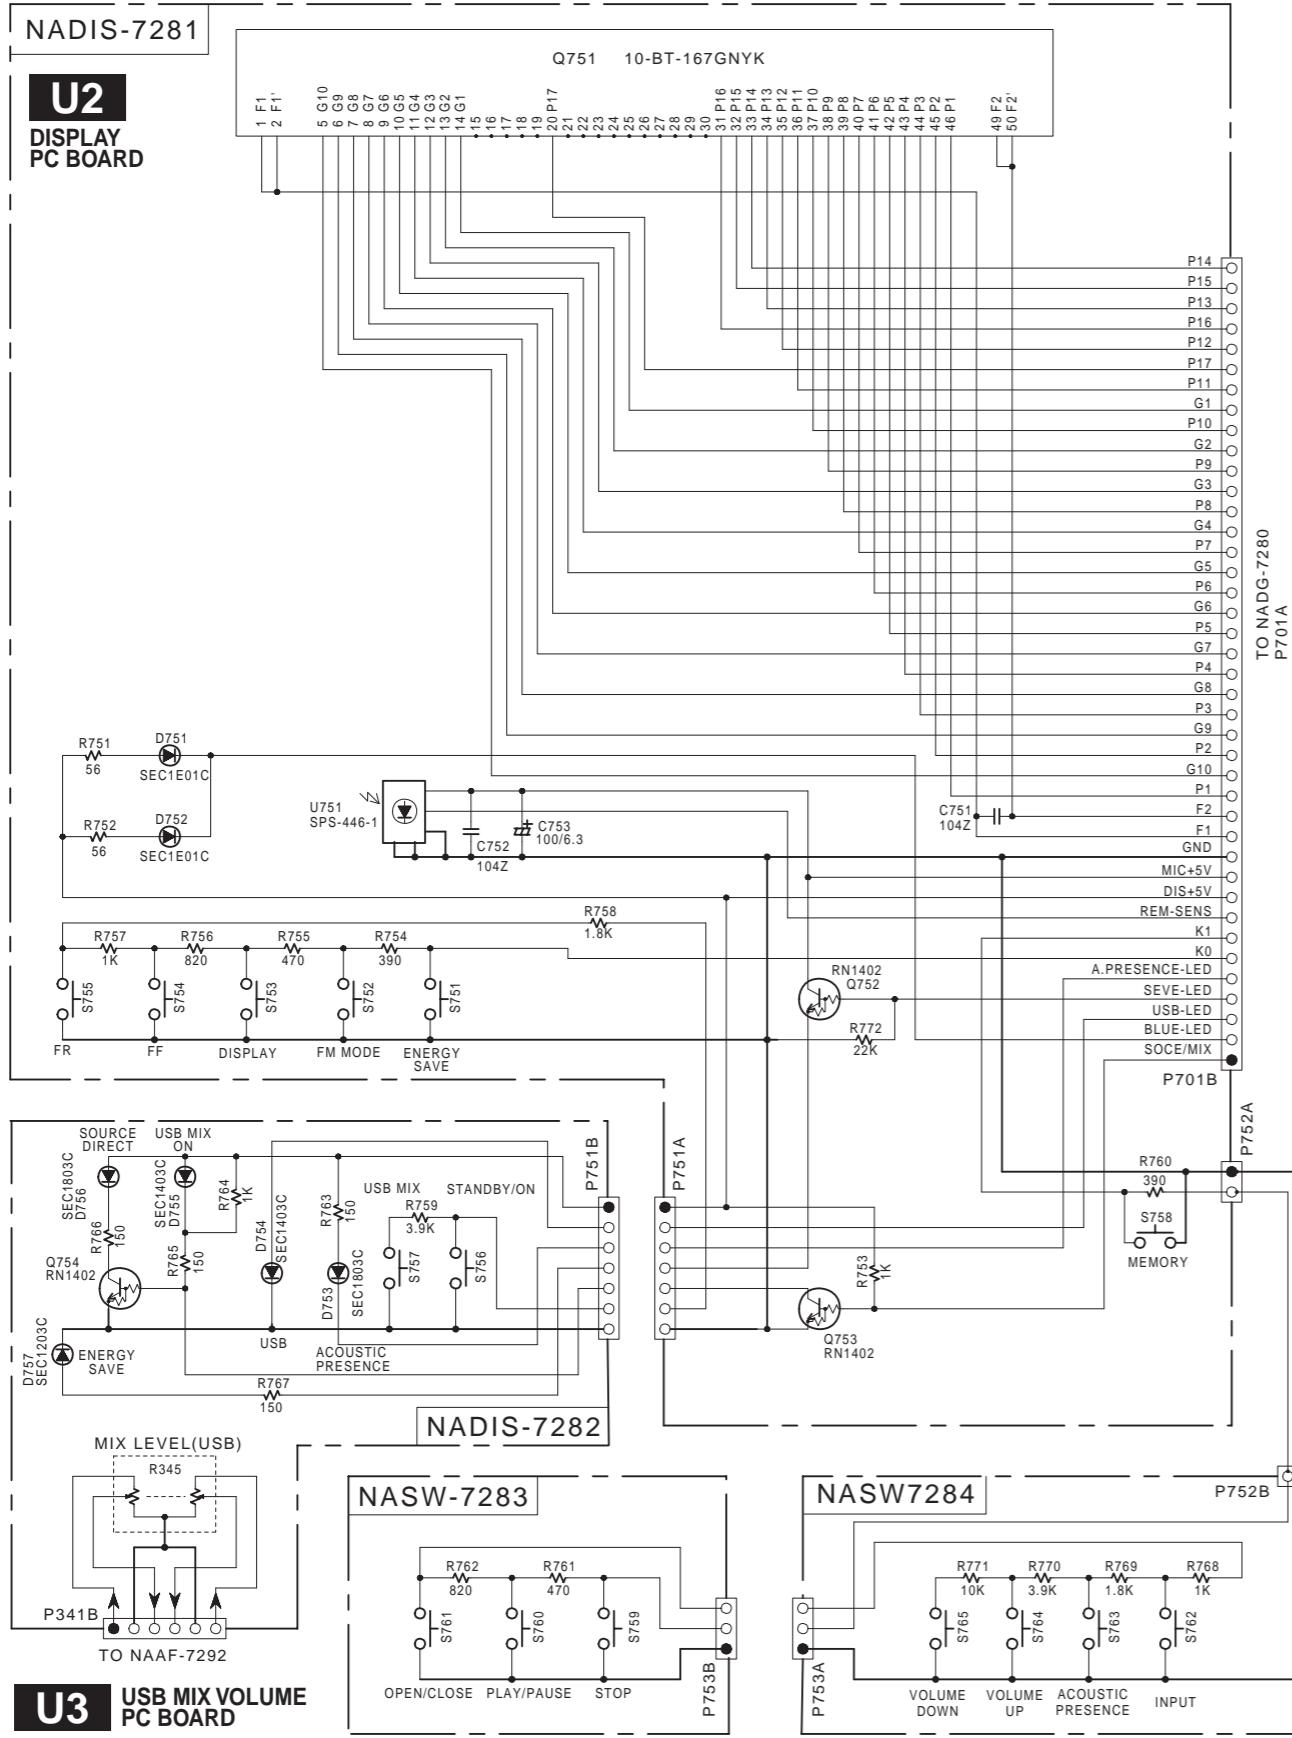 NADIS-7281
U2
DISPLAY
PC BOARD
Q751 10-BT-167GNYK
1 F1
2 F1'
5 G10
6 G9
7 G8
8 G7
9 G6
10 G5
11 G4
12 G3
13 G2
14 G1
15
16
17
18
19
20 P17
21
22
23
24
25
26
27
28
29
30
31 P16
32 P15
33 P14
34 P13
35 P12
36 P11
37 P10
38 P9
39 P8
40 P7
41 P6
42 P5
43 P4
44 P3
45 P2
46 P1
49 F2
50 F2'
P14
P15
P13
P16
P12
P17
P11
G1
P10
G2
P9
G3
P8
G4
P7
G5
P6
G6
P5
G7
P4
G8
P3
G9
P2
G10
P1
F2
F1
GND
MIC+5V
DIS+5V
REM-SENS
K1
K0
A.PRESENCE-LED
SEVE-LED
USB-LED
BLUE-LED
SOCE/MIX
P701B
TO NADG-7280
P701A
R751
56
D751
SEC1E01C
R752
56
D752
SEC1E01C
U751
SPS-446-1
C752
104Z
+
C753
100/6.3
C751
104Z
R758
1.8K
R757
1K
R756
820
R755
470
R754
390
S755
S754
S753
S752
S751
FR
FF
DISPLAY
FM MODE
ENERGY
SAVE
RN1402
Q752
R772
22K
P752A
R760
390
S758
MEMORY
R753
1K
Q753
RN1402
P751B
P751A
SOURCE
DIRECT
USB MIX
ON
SEC1803C
D756
SEC1403C
D755
R764
1K
R766
150
R765
150
Q754
RN1402
D754
SEC1403C
R763
150
D753
SEC1803C
USB MIX
R759
3.9K
STANDBY/ON
S757
S756
USB
ACOUSTIC
PRESENCE
D757
SEC1203C
ENERGY
SAVE
R767
150
NADIS-7282
MIX LEVEL(USB)
R345
P341B
TO NAAF-7292
U3
USB MIX VOLUME
PC BOARD
NASW-7283
R762
820
R761
470
S761
S760
S759
OPEN/CLOSE
PLAY/PAUSE
STOP
P753B
NASW7284
P752B
R771
10K
R770
3.9K
R769
1.8K
R768
1K
S765
S764
S763
S762
P753A
VOLUME
DOWN
VOLUME
UP
ACOUSTIC
PRESENCE
INPUT